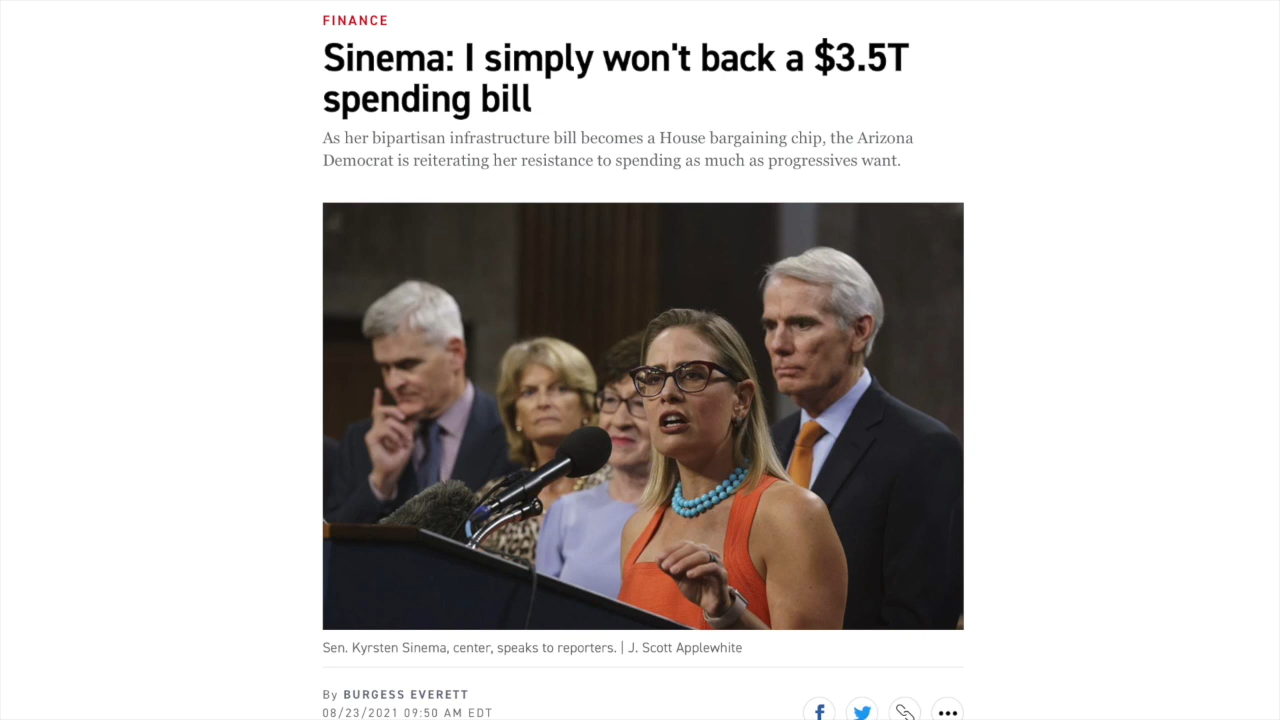 FINANCE
Sinema: I simply won't back a $3.5T
spending bill
As her bipartisan infrastructure bill becomes a House bargaining chip, the Arizona
Democrat is reiterating her resistance to spending as much as progressives want.
Sen. Kyrsten Sinema, center, speaks to reporters. | J. Scott Applewhite
By BURGESS EVERETT
08/23/2021 09:50 AM EDT